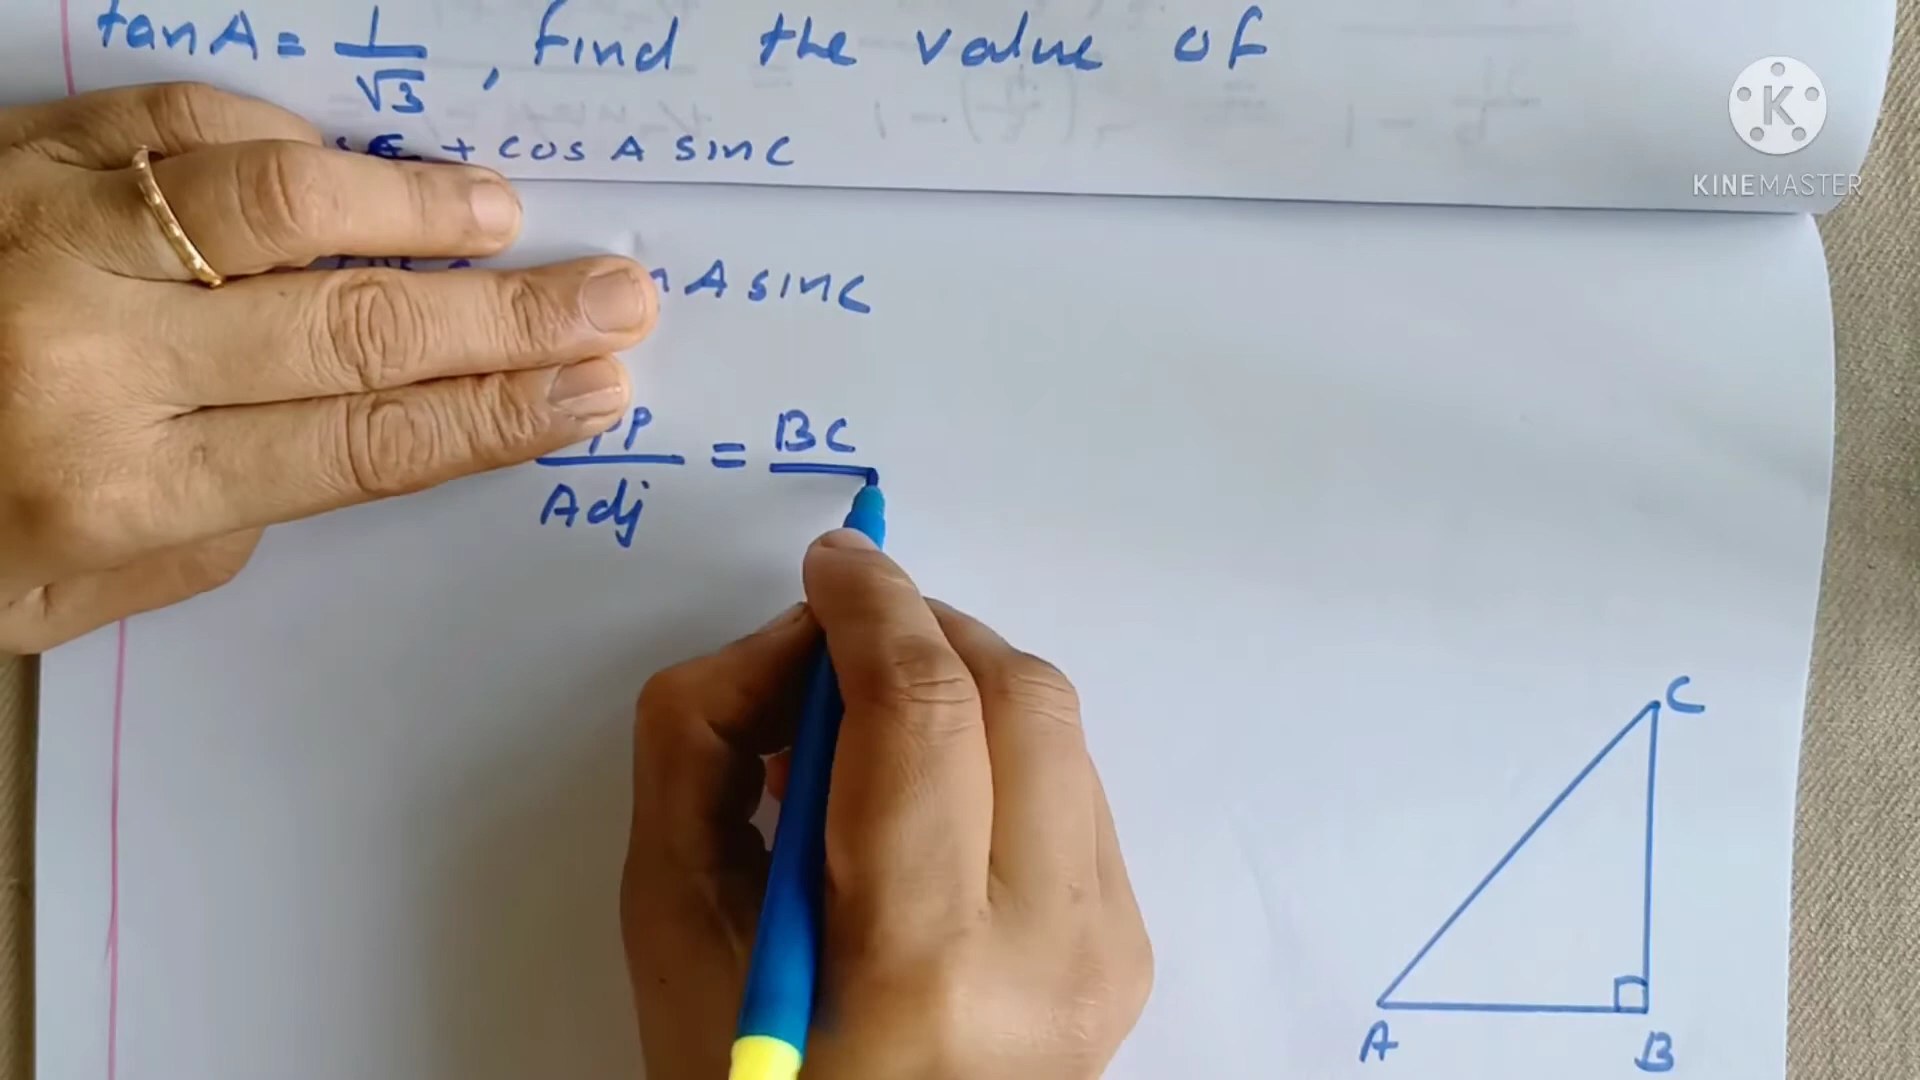 tan A = 1/√3, find the value of
+ cos A sin C
A sin C
Adj = BC
C
A B
KINEMASTER